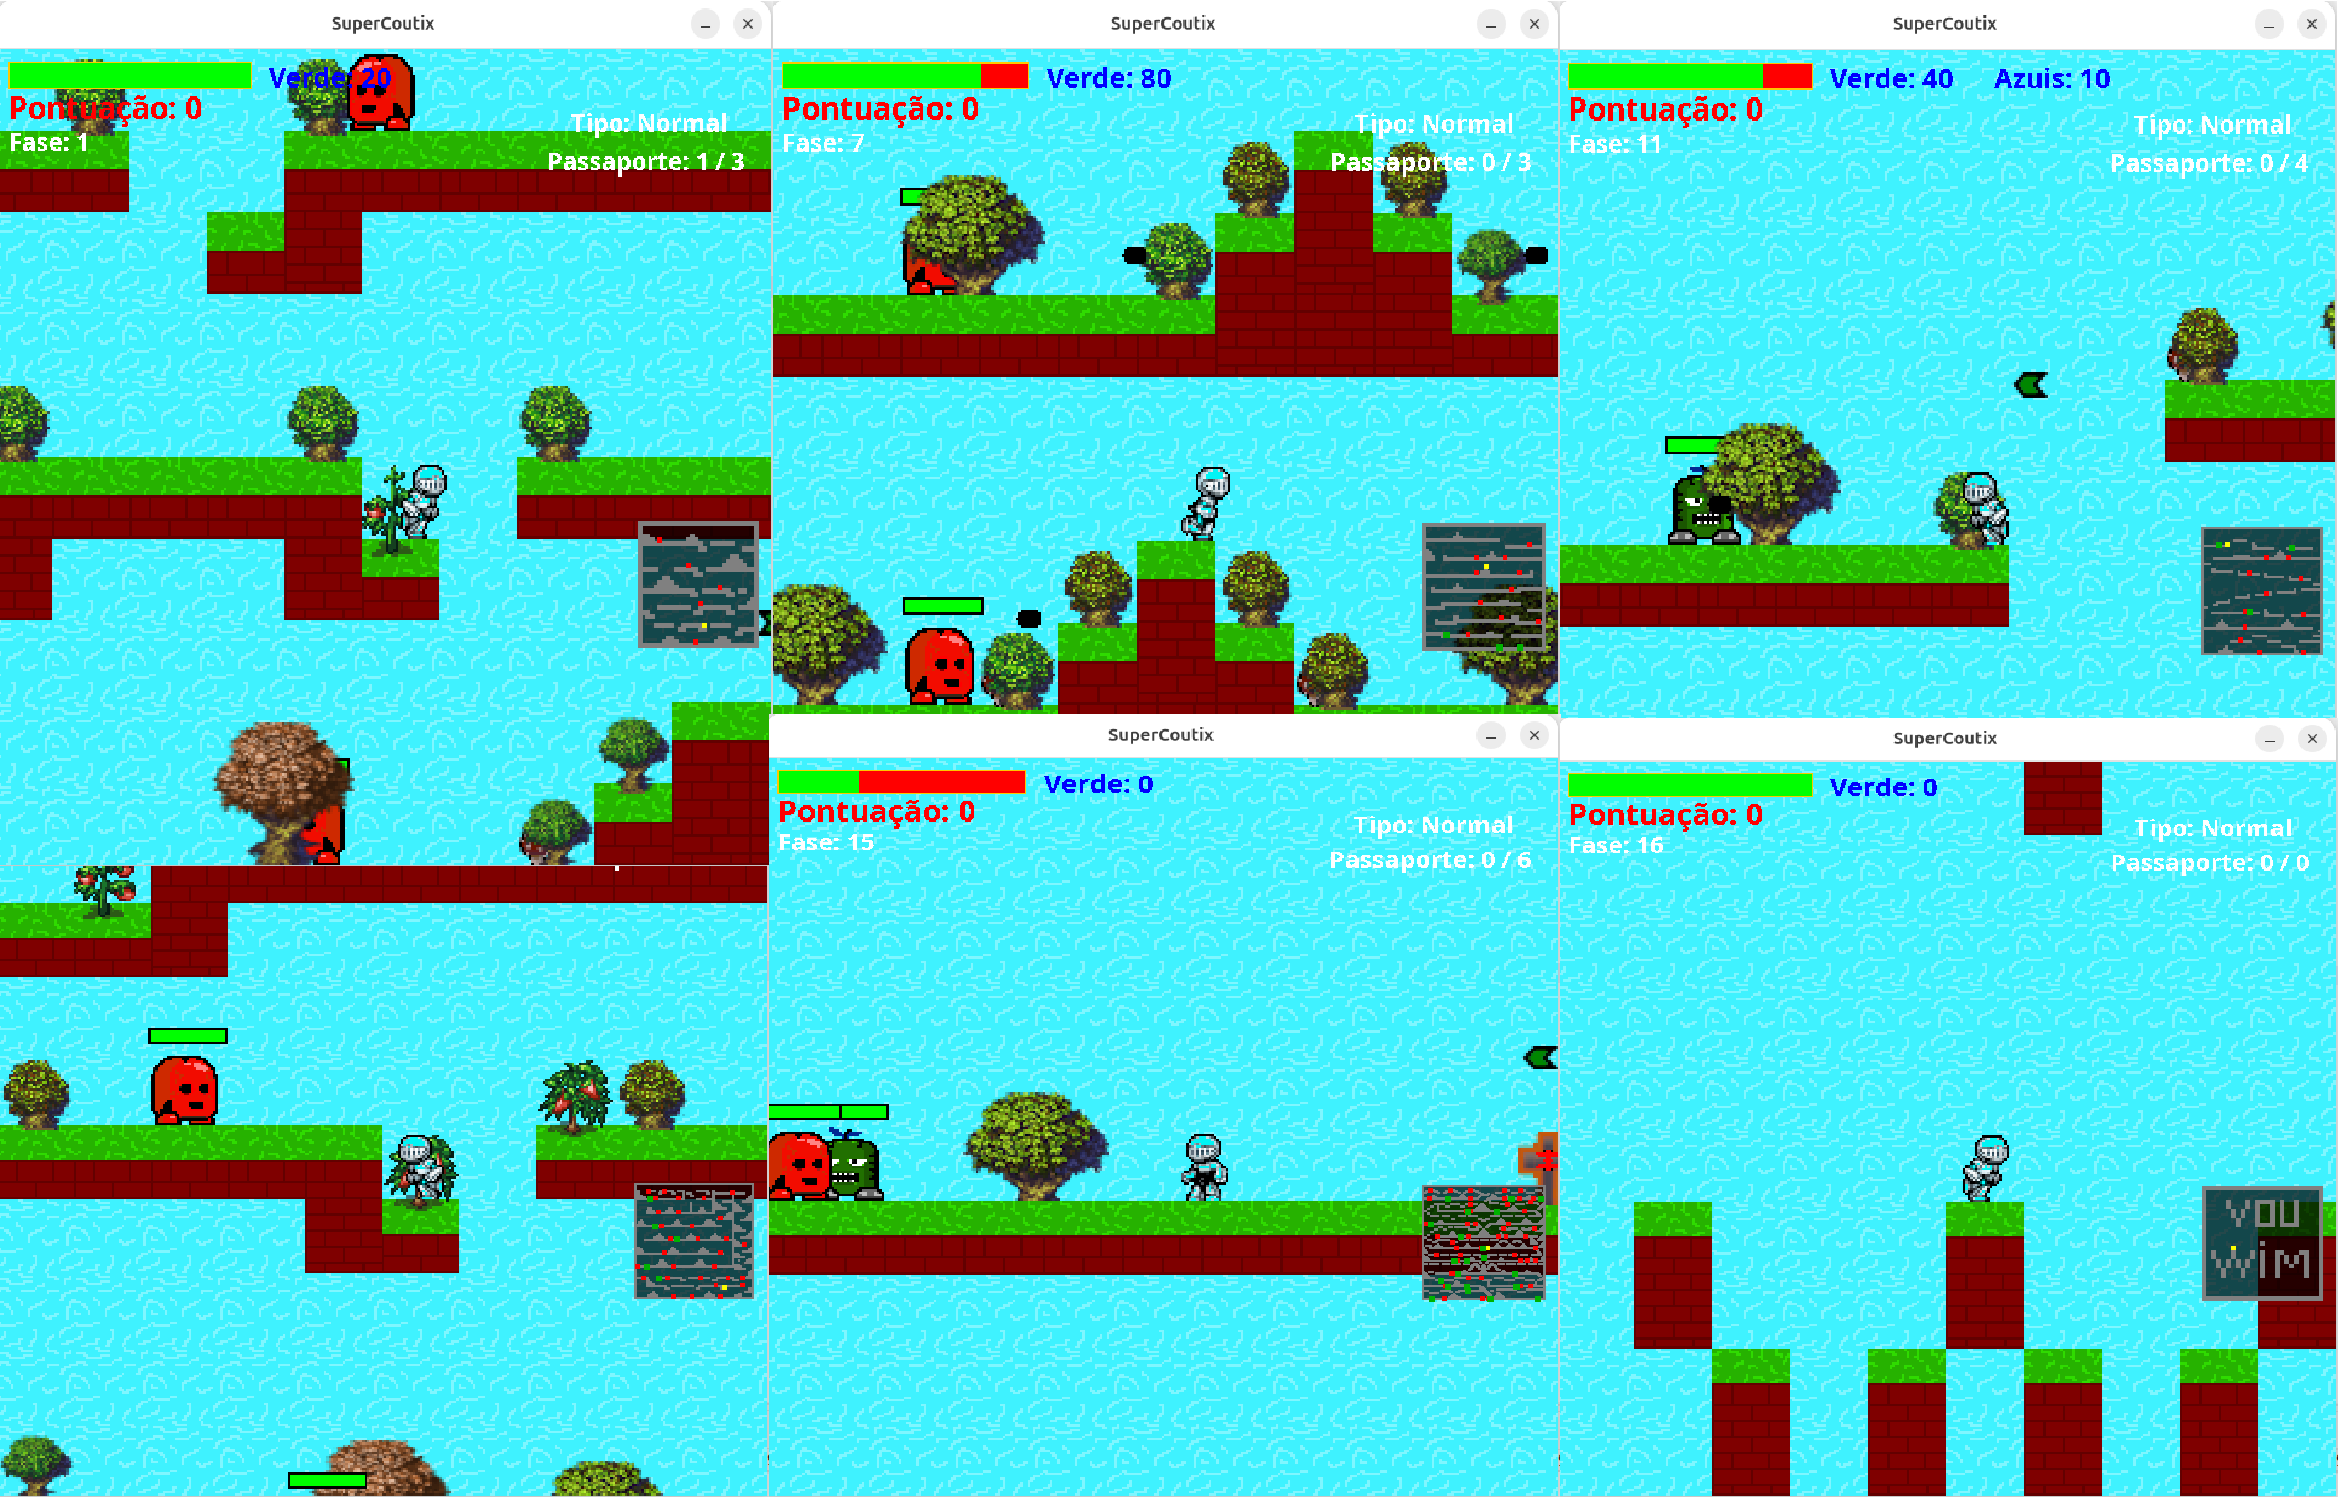 SuperCoutix
Verde: 20
Pontuação: 0
Fase: 1
Tipo: Normal
Passaporte: 1 / 3
SuperCoutix
Verde: 80
Pontuação: 0
Fase: 7
Tipo: Normal
Passaporte: 0 / 3
SuperCoutix
Verde: 40 Azuis: 10
Pontuação: 0
Fase: 11
Tipo: Normal
Passaporte: 0 / 4
SuperCoutix
Verde: 0
Pontuação: 0
Fase: 15
Tipo: Normal
Passaporte: 0 / 6
SuperCoutix
Verde: 0
Pontuação: 0
Fase: 16
Tipo: Normal
Passaporte: 0 / 0
YOU
WiM